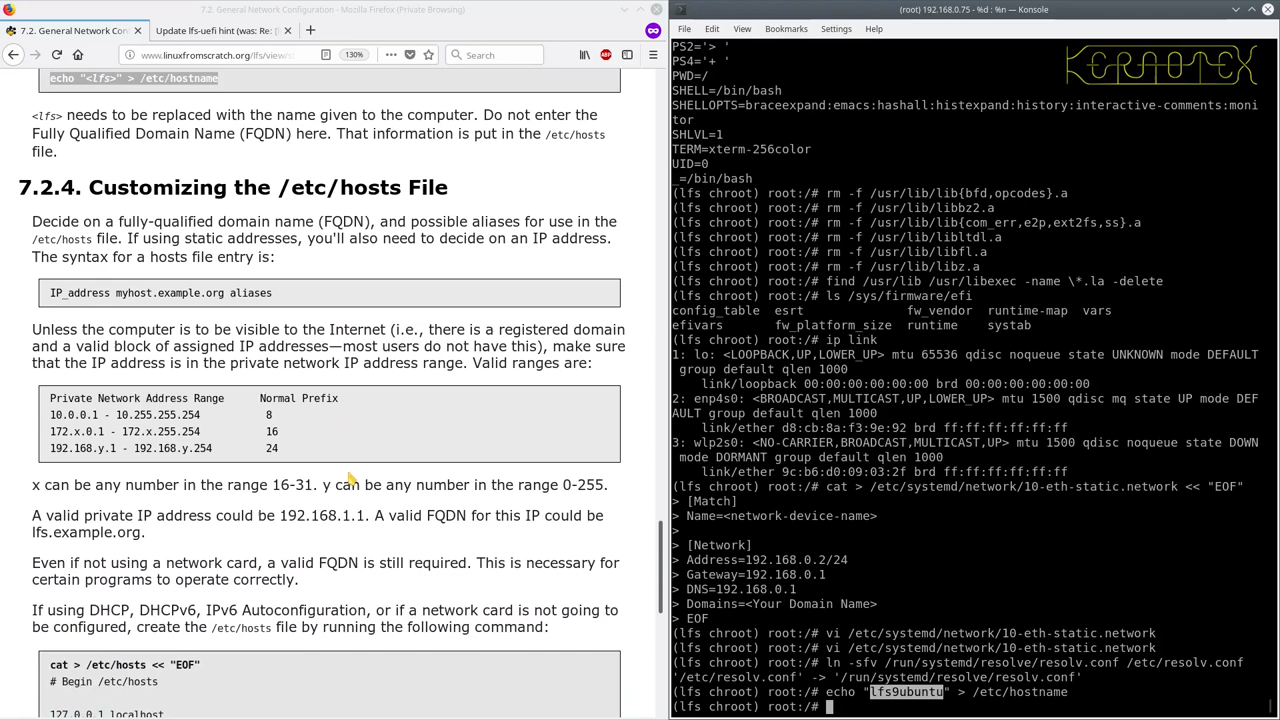 7.2. General Network Configuration - Mozilla Firefox (Private Browsing)
7.2. General Network Con
Update lfs-uefi hint (was: Re: [
www.linuxfromscratch.org/lfs/view/s
130%
Search
echo "<lfs>" > /etc/hostname
<lfs> needs to be replaced with the name given to the computer. Do not enter the
Fully Qualified Domain Name (FQDN) here. That information is put in the /etc/hosts
file.
7.2.4. Customizing the /etc/hosts File
Decide on a fully-qualified domain name (FQDN), and possible aliases for use in the
/etc/hosts file. If using static addresses, you'll also need to decide on an IP address.
The syntax for a hosts file entry is:
IP_address myhost.example.org aliases
Unless the computer is to be visible to the Internet (i.e., there is a registered domain
and a valid block of assigned IP addresses—most users do not have this), make sure
that the IP address is in the private network IP address range. Valid ranges are:
Private Network Address Range Normal Prefix
10.0.0.1 - 10.255.255.254 8
172.x.0.1 - 172.x.255.254 16
192.168.y.1 - 192.168.y.254 24
x can be any number in the range 16-31. y can be any number in the range 0-255.
A valid private IP address could be 192.168.1.1. A valid FQDN for this IP could be
lfs.example.org.
Even if not using a network card, a valid FQDN is still required. This is necessary for
certain programs to operate correctly.
If using DHCP, DHCPv6, IPv6 Autoconfiguration, or if a network card is not going to
be configured, create the /etc/hosts file by running the following command:
cat > /etc/hosts << "EOF"
# Begin /etc/hosts
127.0.0.1 localhost
(root) 192.168.0.75 - %d : %n — Konsole
File Edit View Bookmarks Settings Help
KEROTEX
PS2='> '
PS4='+ '
PWD=/
SHELL=/bin/bash
SHELLOPTS=braceexpand:emacs:hashall:histexpand:history:interactive-comments:moni
tor
SHLVL=1
TERM=xterm-256color
UID=0
_=/bin/bash
(lfs chroot) root:/# rm -f /usr/lib/lib{bfd,opcodes}.a
(lfs chroot) root:/# rm -f /usr/lib/libbz2.a
(lfs chroot) root:/# rm -f /usr/lib/lib{com_err,e2p,ext2fs,ss}.a
(lfs chroot) root:/# rm -f /usr/lib/libltdl.a
(lfs chroot) root:/# rm -f /usr/lib/libfl.a
(lfs chroot) root:/# rm -f /usr/lib/libz.a
(lfs chroot) root:/# find /usr/lib /usr/libexec -name \*.la -delete
(lfs chroot) root:/# ls /sys/firmware/efi
config_table esrt fw_vendor runtime-map vars
efivars fw_platform_size runtime systab
(lfs chroot) root:/# ip link
1: lo: <LOOPBACK,UP,LOWER_UP> mtu 65536 qdisc noqueue state UNKNOWN mode DEFAULT
group default qlen 1000
link/loopback 00:00:00:00:00:00 brd 00:00:00:00:00:00
2: enp4s0: <BROADCAST,MULTICAST,UP,LOWER_UP> mtu 1500 qdisc mq state UP mode DEF
AULT group default qlen 1000
link/ether d8:cb:8a:f3:9e:92 brd ff:ff:ff:ff:ff:ff
3: wlp2s0: <NO-CARRIER,BROADCAST,MULTICAST,UP> mtu 1500 qdisc noqueue state DOWN
mode DORMANT group default qlen 1000
link/ether 9c:b6:d0:09:03:2f brd ff:ff:ff:ff:ff:ff
(lfs chroot) root:/# cat > /etc/systemd/network/10-eth-static.network << "EOF"
> [Match]
> Name=<network-device-name>
>
> [Network]
> Address=192.168.0.2/24
> Gateway=192.168.0.1
> DNS=192.168.0.1
> Domains=<Your Domain Name>
> EOF
(lfs chroot) root:/# vi /etc/systemd/network/10-eth-static.network
(lfs chroot) root:/# vi /etc/systemd/network/10-eth-static.network
(lfs chroot) root:/# ln -sfv /run/systemd/resolve/resolv.conf /etc/resolv.conf
'/etc/resolv.conf' -> '/run/systemd/resolve/resolv.conf'
(lfs chroot) root:/# echo "lfs9ubuntu" > /etc/hostname
(lfs chroot) root:/#